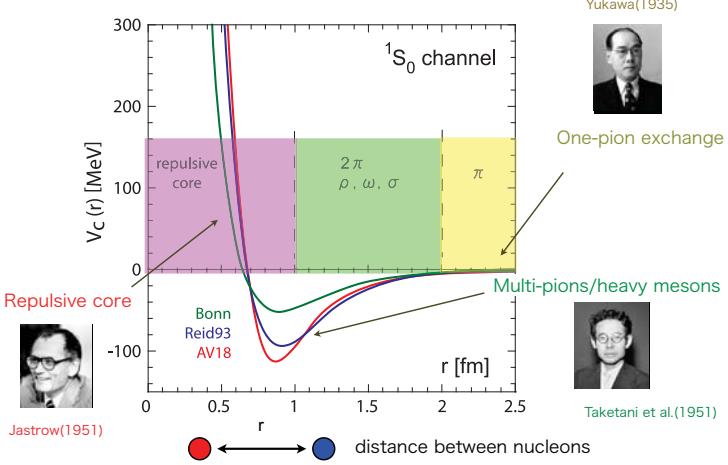 Yukawa(1935)
300
¹S₀ channel
200
One-pion exchange
repulsive
core
2π
ρ , ω, σ
π
100
V_C (r) [MeV]
0
Repulsive core
Multi-pions/heavy mesons
Bonn
Reid93
AV18
-100
r [fm]
0
0.5
1
1.5
2
2.5
r
Jastrow(1951)
Taketani et al.(1951)
distance between nucleons